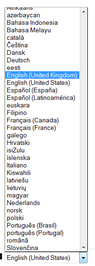 azərbaycan
Bahasa Indonesia
Bahasa Melayu
català
Čeština
Dansk
Deutsch
eesti
English (United Kingdom)
English (United States)
Español (España)
Español (Latinoamérica)
euskara
Filipino
Français (Canada)
Français (France)
galego
Hrvatski
isiZulu
íslenska
Italiano
Kiswahili
latviešu
lietuvių
magyar
Nederlands
norsk
polski
Português (Brasil)
português (Portugal)
română
Slovenčina
English (United States)